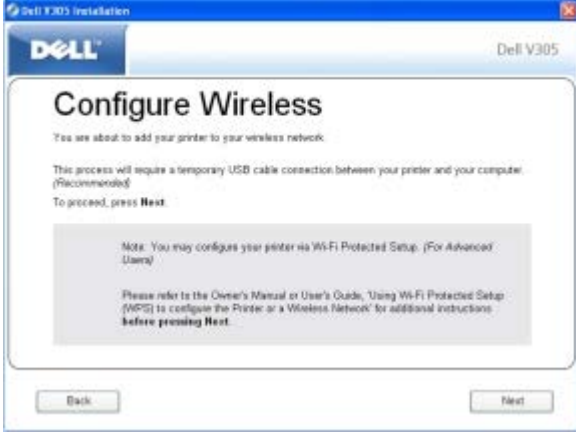 Dell V305 Installation
DELL
Dell V305
Configure Wireless
You are about to add your printer to your wireless network.
This process will require a temporary USB cable connection between your printer and your computer.
(Recommended)
To proceed, press Next.
Note: You may configure your printer via Wi-Fi Protected Setup. (For Advanced
Users)
Please refer to the Owner's Manual or User's Guide, 'Using Wi-Fi Protected Setup
(WPS) to configure the Printer or a Wireless Network' for additional instructions
before pressing Next.
Back
Next